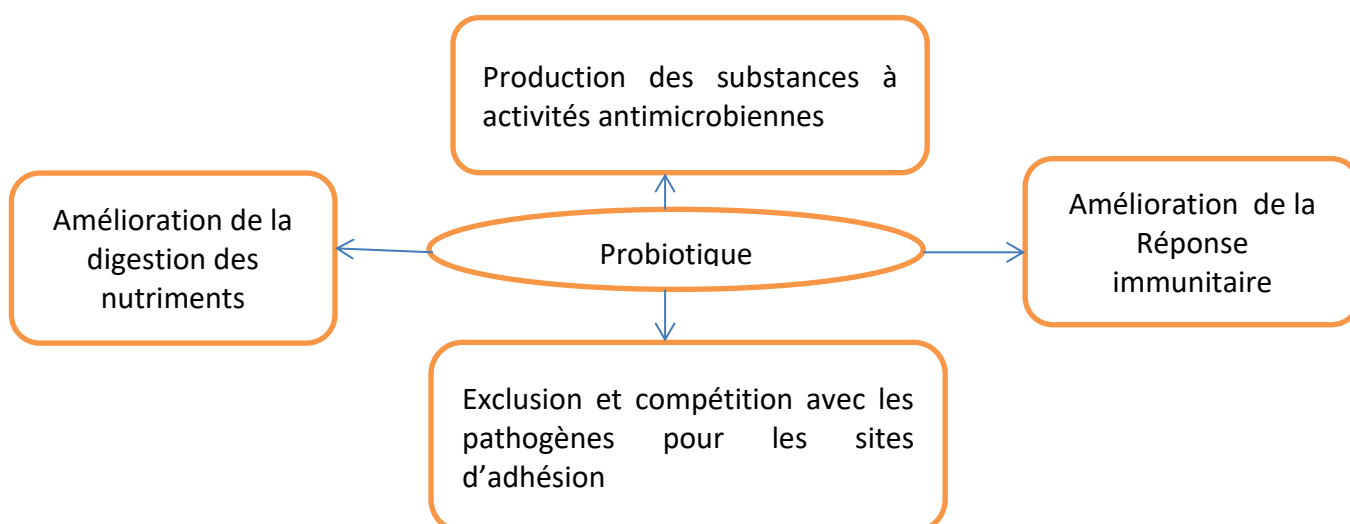 Production des substances à
activités antimicrobiennes
Amélioration de la
digestion des
nutriments
Probiotique
Amélioration de la
Réponse
immunitaire
Exclusion et compétition avec les
pathogènes pour les sites
d’adhésion